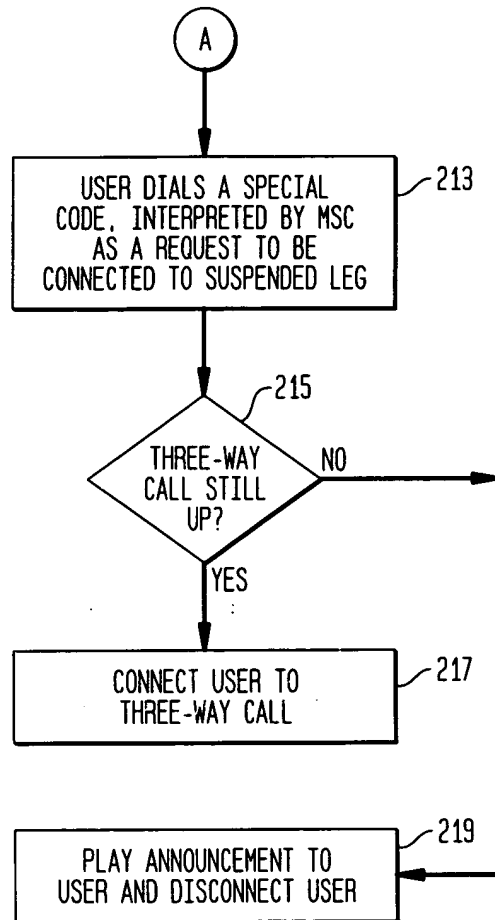 A
USER DIALS A SPECIAL
CODE, INTERPRETED BY MSC
AS A REQUEST TO BE
CONNECTED TO SUSPENDED LEG
213
215
THREE-WAY
CALL STILL
UP?
NO
YES
CONNECT USER TO
THREE-WAY CALL
217
219
PLAY ANNOUNCEMENT TO
USER AND DISCONNECT USER